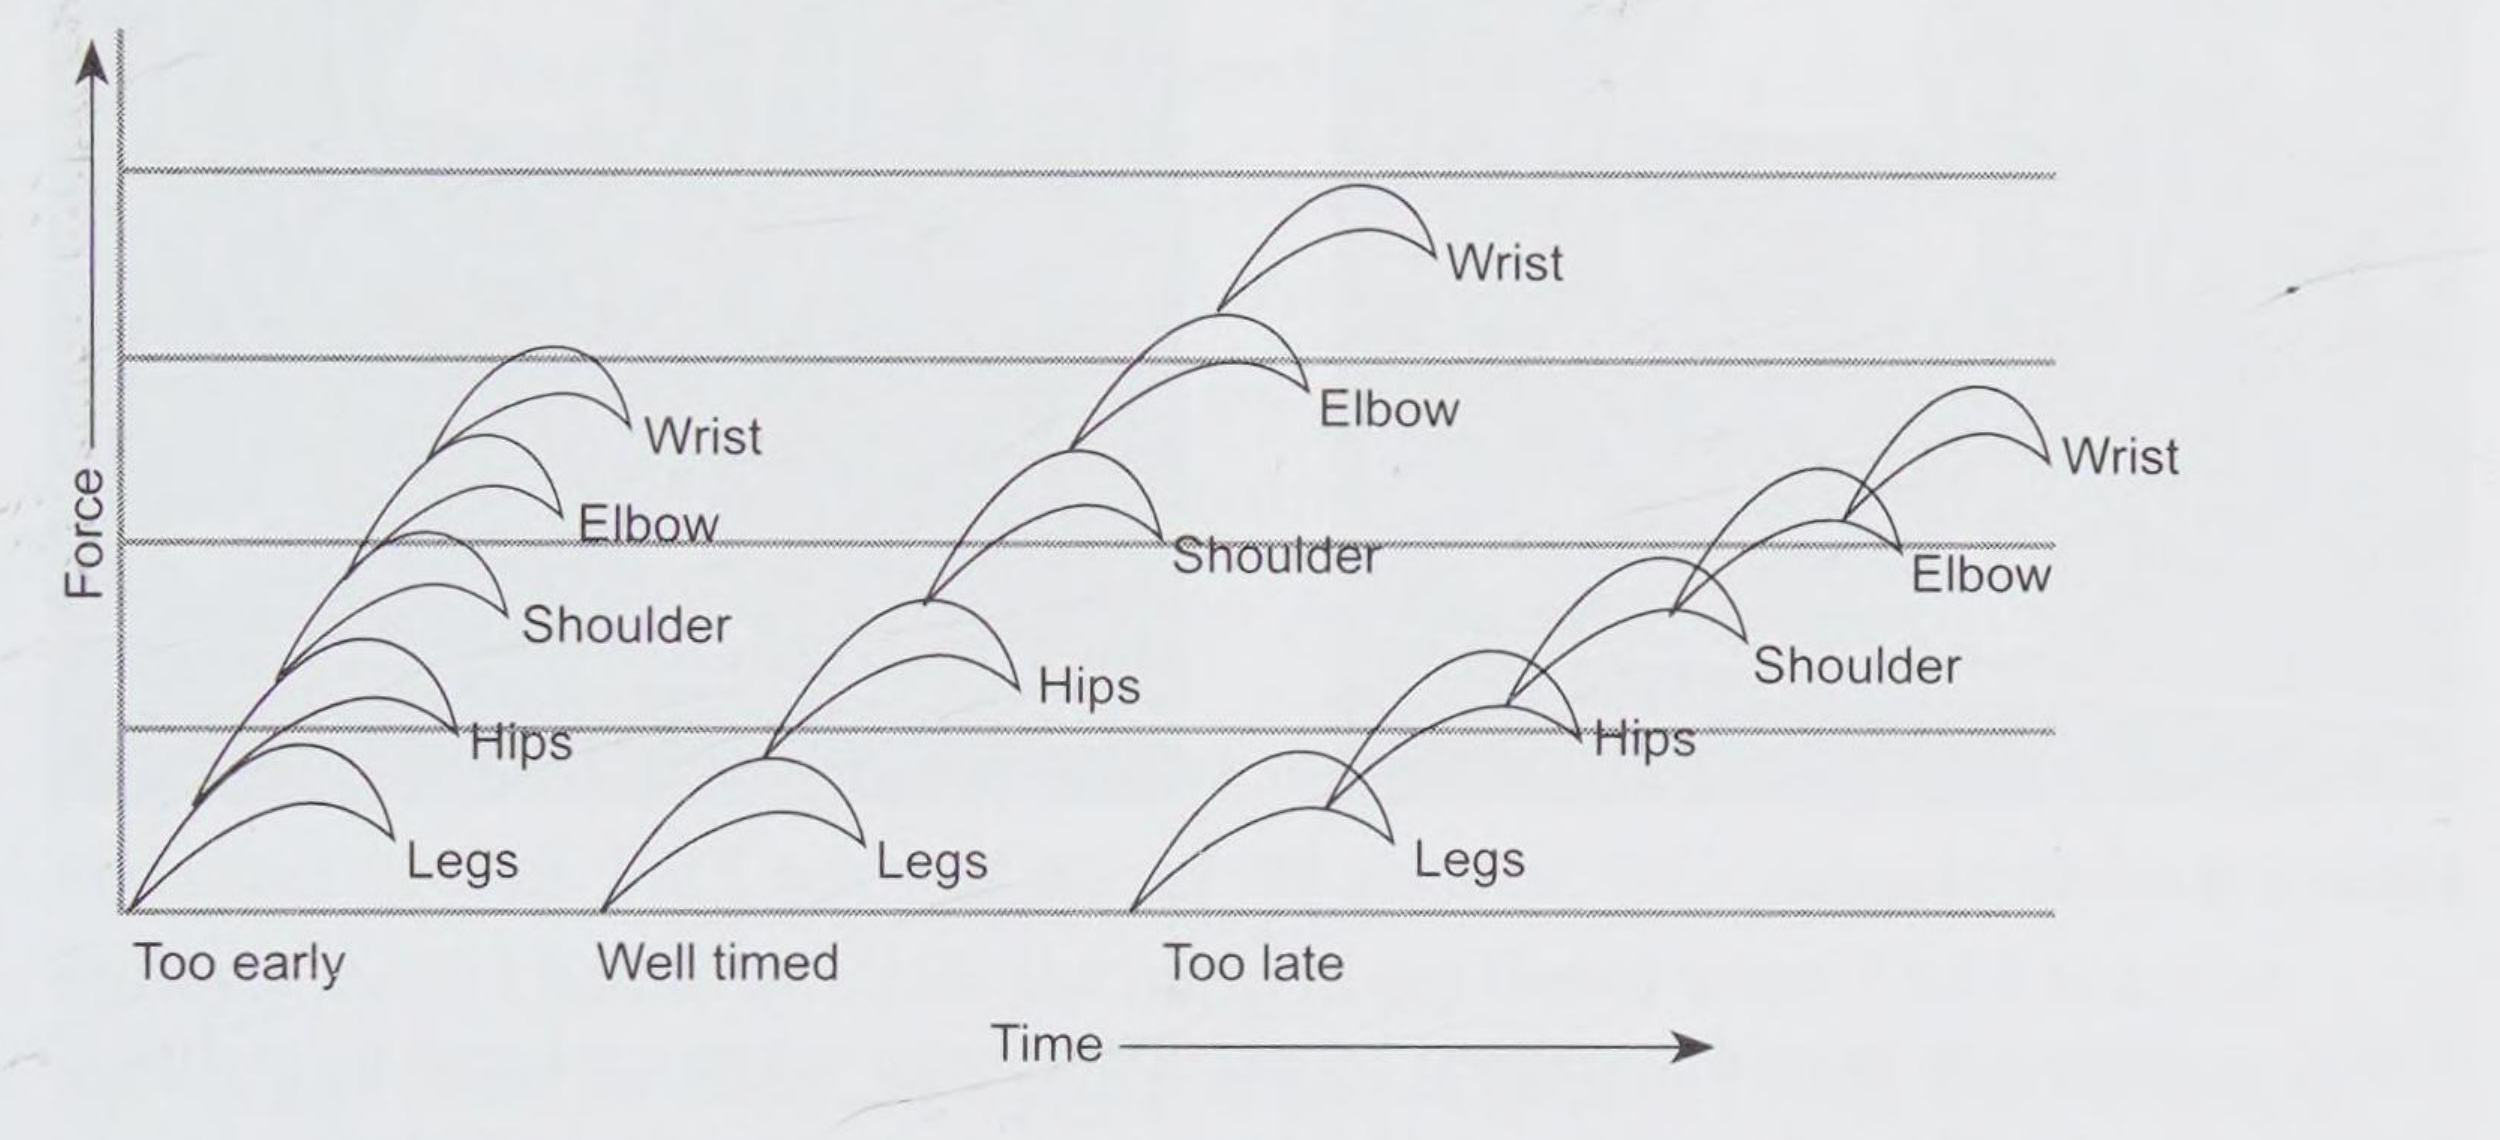 Force
Wrist
Elbow
Shoulder
Hips
Legs
Wrist
Elbow
Shoulder
Hips
Legs
Wrist
Elbow
Shoulder
Hips
Legs
Too early
Well timed
Too late
Time